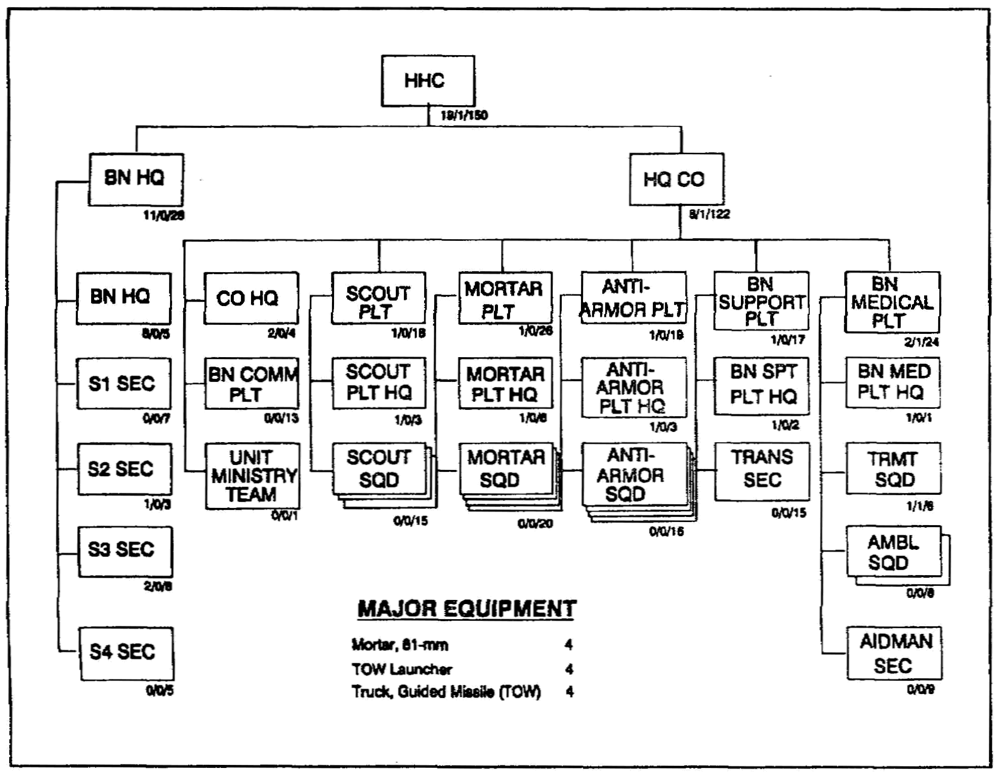 HHC
19/1/150
BN HQ
11/0/28
HQ CO
8/1/122
BN HQ
8/0/5
S1 SEC
0/0/7
S2 SEC
1/0/3
S3 SEC
2/0/8
S4 SEC
0/0/5
CO HQ
2/0/4
BN COMM
PLT
0/0/13
UNIT
MINISTRY
TEAM
0/0/1
SCOUT
PLT
1/0/18
SCOUT
PLT HQ
1/0/3
SCOUT
SQD
0/0/15
MORTAR
PLT
1/0/26
MORTAR
PLT HQ
1/0/6
MORTAR
SQD
0/0/20
ANTI-
ARMOR PLT
1/0/19
ANTI-
ARMOR
PLT HQ
1/0/3
ANTI-
ARMOR
SQD
0/0/16
BN
SUPPORT
PLT
1/0/17
BN SPT
PLT HQ
1/0/2
TRANS
SEC
0/0/15
BN
MEDICAL
PLT
2/1/24
BN MED
PLT HQ
1/0/1
TRMT
SQD
1/1/6
AMBL
SQD
0/0/8
AIDMAN
SEC
0/0/9
MAJOR EQUIPMENT
Mortar, 81-mm 4
TOW Launcher 4
Truck, Guided Missile (TOW) 4